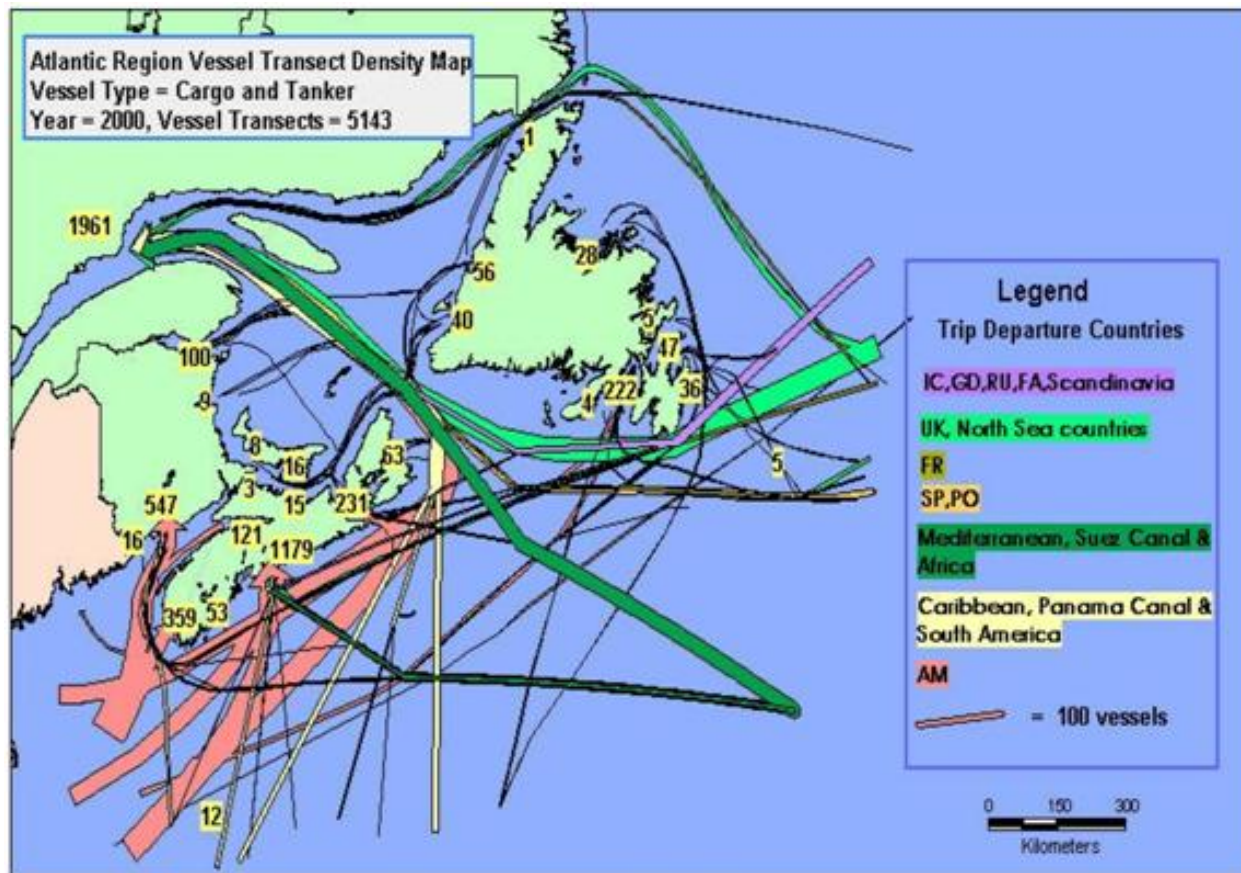 Atlantic Region Vessel Transect Density Map
Vessel Type = Cargo and Tanker
Year = 2000, Vessel Transects = 5143
1
1961
28
56
40
5
47
100
222
36
4
9
8
63
16
5
3
15
231
547
16
121
1179
359
53
12
Legend
Trip Departure Countries
IC,GD,RU,FA,Scandinavia
UK, North Sea countries
FR
SP,PO
Mediterranean, Suez Canal &
Africa
Caribbean, Panama Canal &
South America
AM
= 100 vessels
0 150 300
Kilometers